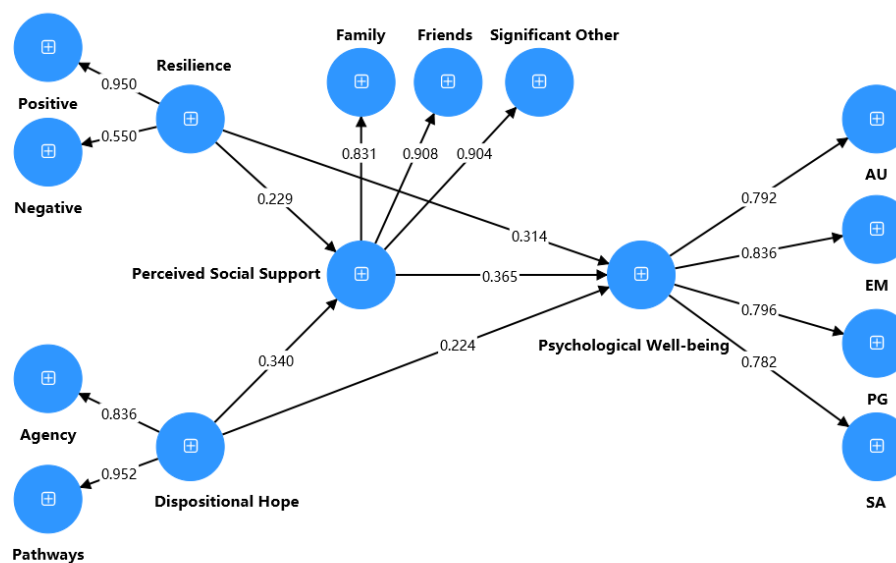 Family
Friends
Significant Other
Resilience
0.950
Positive
0.550
Negative
0.831
0.908
0.904
AU
0.792
0.229
0.314
0.836
EM
Perceived Social Support
0.365
0.796
Psychological Well-being
0.224
0.340
0.782
PG
Agency
0.836
0.952
Dispositional Hope
SA
Pathways